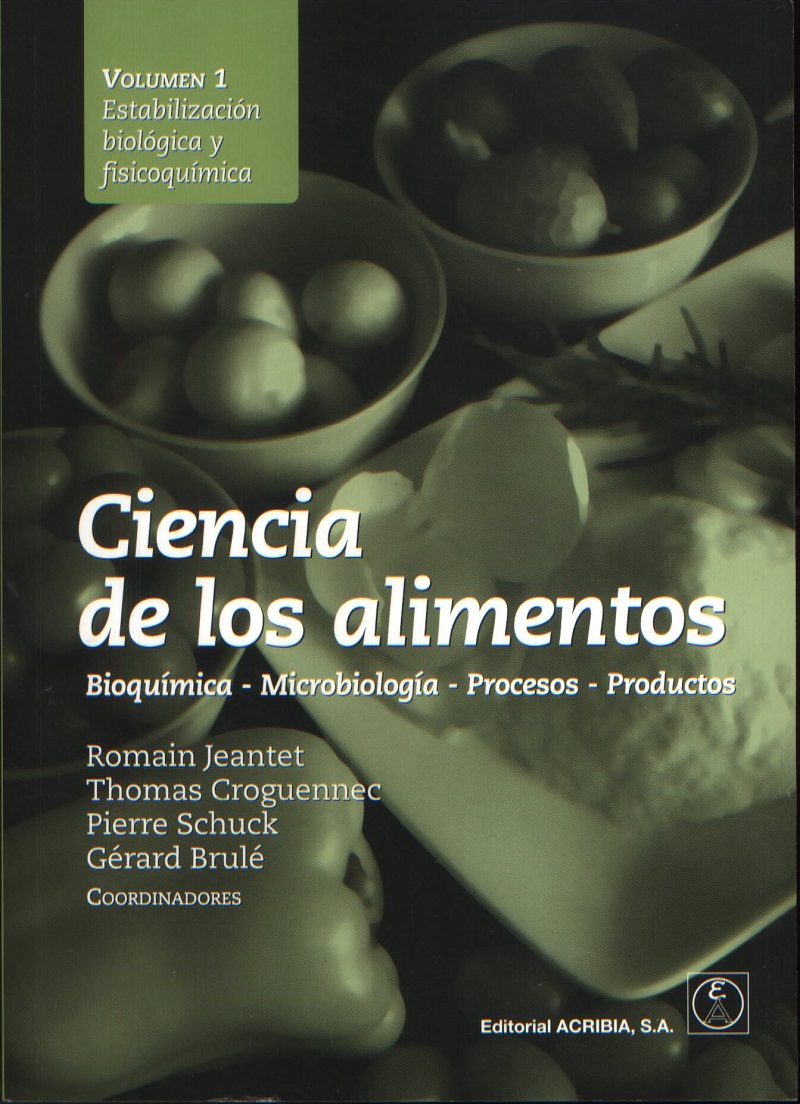 VOLUMEN 1
Estabilización
biológica y
fisicoquímica
Ciencia
de los alimentos
Bioquímica - Microbiología - Procesos - Productos
Romain Jeantet
Thomas Croguennec
Pierre Schuck
Gérard Brulé
COORDINADORES
Editorial ACRIBIA, S.A.